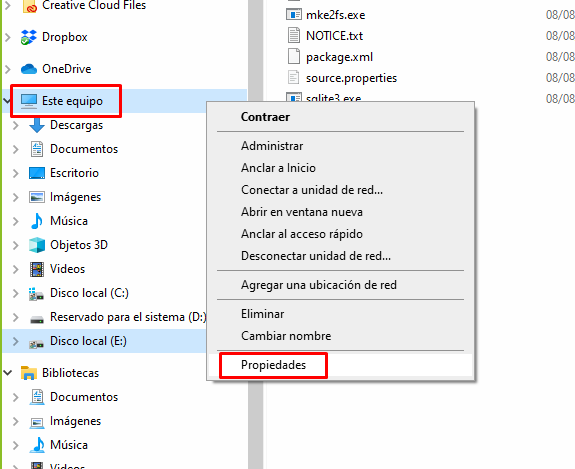 Creative Cloud Files
Dropbox
OneDrive
Este equipo
Descargas
Documentos
Escritorio
Imágenes
Música
Objetos 3D
Videos
Disco local (C:)
Reservado para el sistema (D:)
Disco local (E:)
Bibliotecas
Documentos
Imágenes
Música
Videos
mke2fs.exe 08/08
NOTICE.txt 08/08
package.xml 08/08
source.properties 08/08
sqlite3.exe 08/08
Contraer
Administrar
Anclar a Inicio
Conectar a unidad de red...
Abrir en ventana nueva
Anclar al acceso rápido
Desconectar unidad de red...
Agregar una ubicación de red
Eliminar
Cambiar nombre
Propiedades